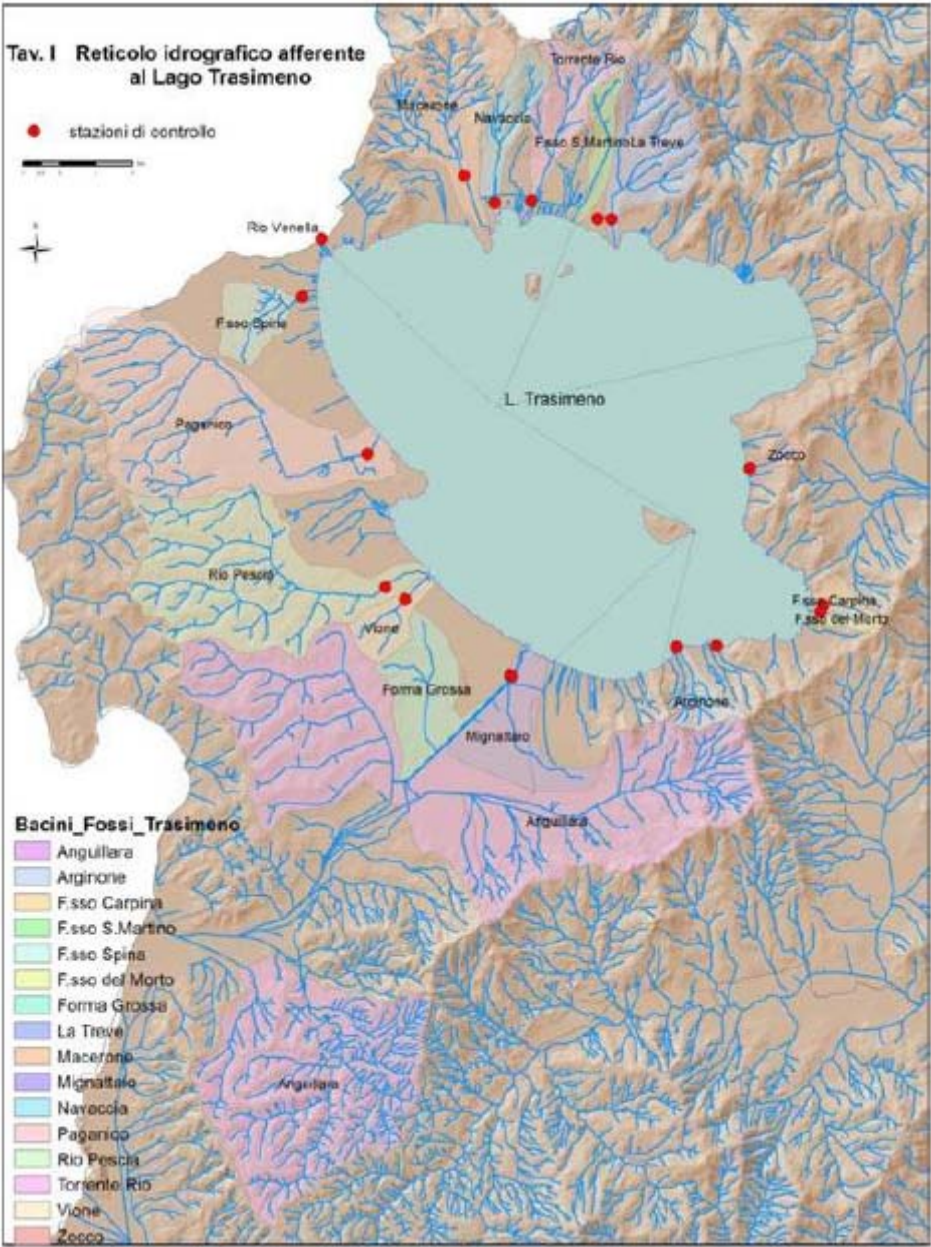 Tav. I Reticolo idrografico afferente
al Lago Trasimeno
stazioni di controllo
Torrente Rio
Macerone
Navaccia
F.sso S.Martino
La Treve
Rio Venella
F.sso Spina
L. Trasimeno
Paganico
Zocco
Rio Pescia
F.sso Carpina,
F.sso del Morto
Vione
Forma Grossa
Arginone
Mignattaio
Anguillara
Anguillara
Bacini_Fossi_Trasimeno
Anguillara
Arginone
F.sso Carpina
F.sso S.Martino
F.sso Spina
F.sso del Morto
Forma Grossa
La Treve
Macerone
Mignattaio
Navaccia
Paganico
Rio Pescia
Torrente Rio
Vione
Zocco